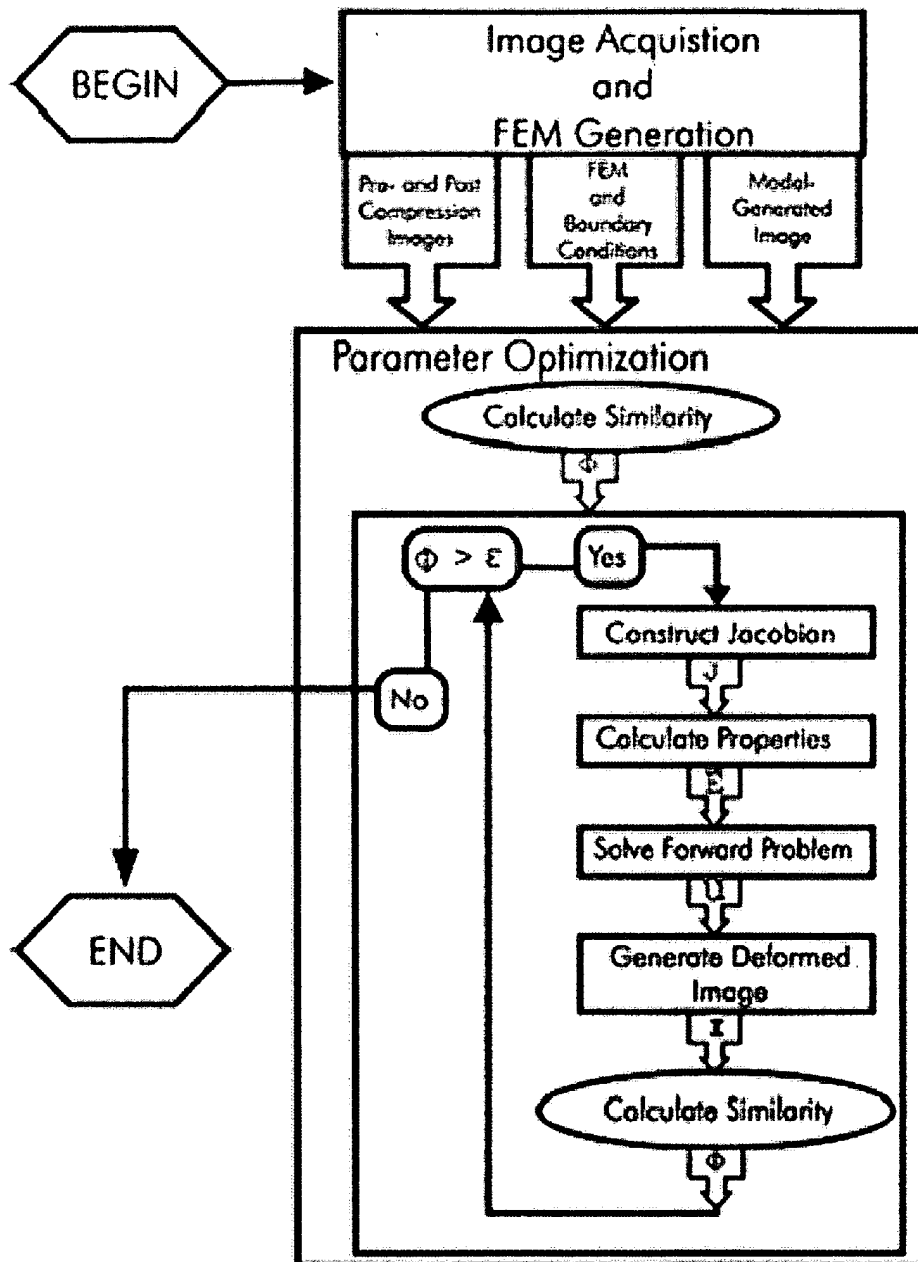 BEGIN
Image Acquistion
and
FEM Generation
Pre- and Post
Compression
Images
FEM
and
Boundary
Conditions
Model-
Generated
Image
Parameter Optimization
Calculate Similarity
Φ
Φ > ε
Yes
No
Construct Jacobian
J
Calculate Properties
E
Solve Forward Problem
U
Generate Deformed
Image
I
Calculate Similarity
Φ
END